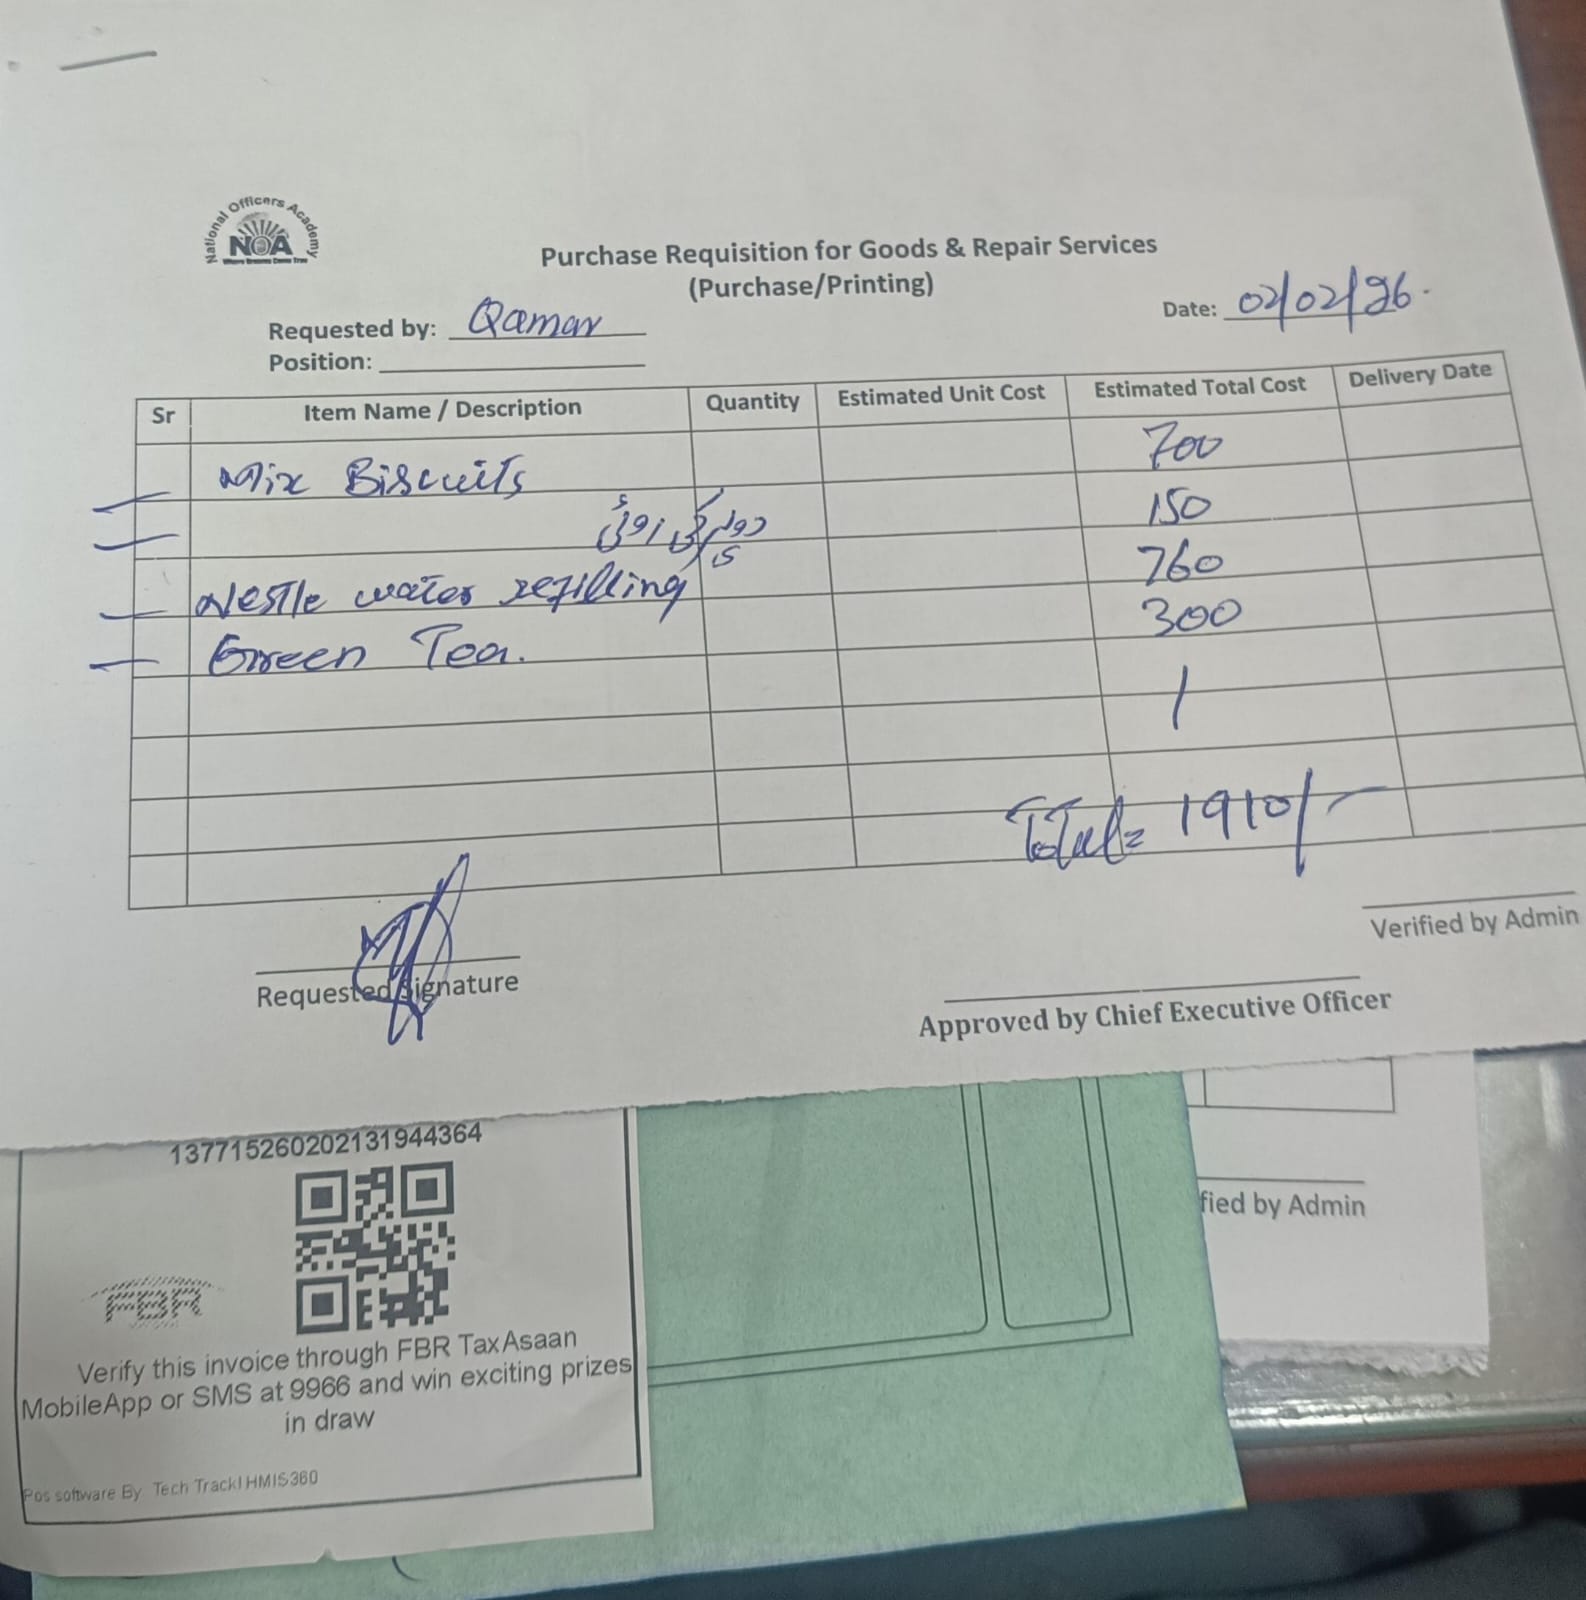 National Officers Academy
NOA
Where Dreams Come True
Purchase Requisition for Goods & Repair Services
(Purchase/Printing)
Requested by: Qamar
Date: 02/02/26.
Position:
Sr Item Name / Description Quantity Estimated Unit Cost Estimated Total Cost Delivery Date
Mix Biscuits 700
150
Nestle water refilling 760
Green Tea. 300
Total= 1910/-
Requested Signature
Verified by Admin
Approved by Chief Executive Officer
137715260202131944364
FBR
Verify this invoice through FBR TaxAsaan
MobileApp or SMS at 9966 and win exciting prizes
in draw
Pos software By Tech Track|HMIS360
fied by Admin